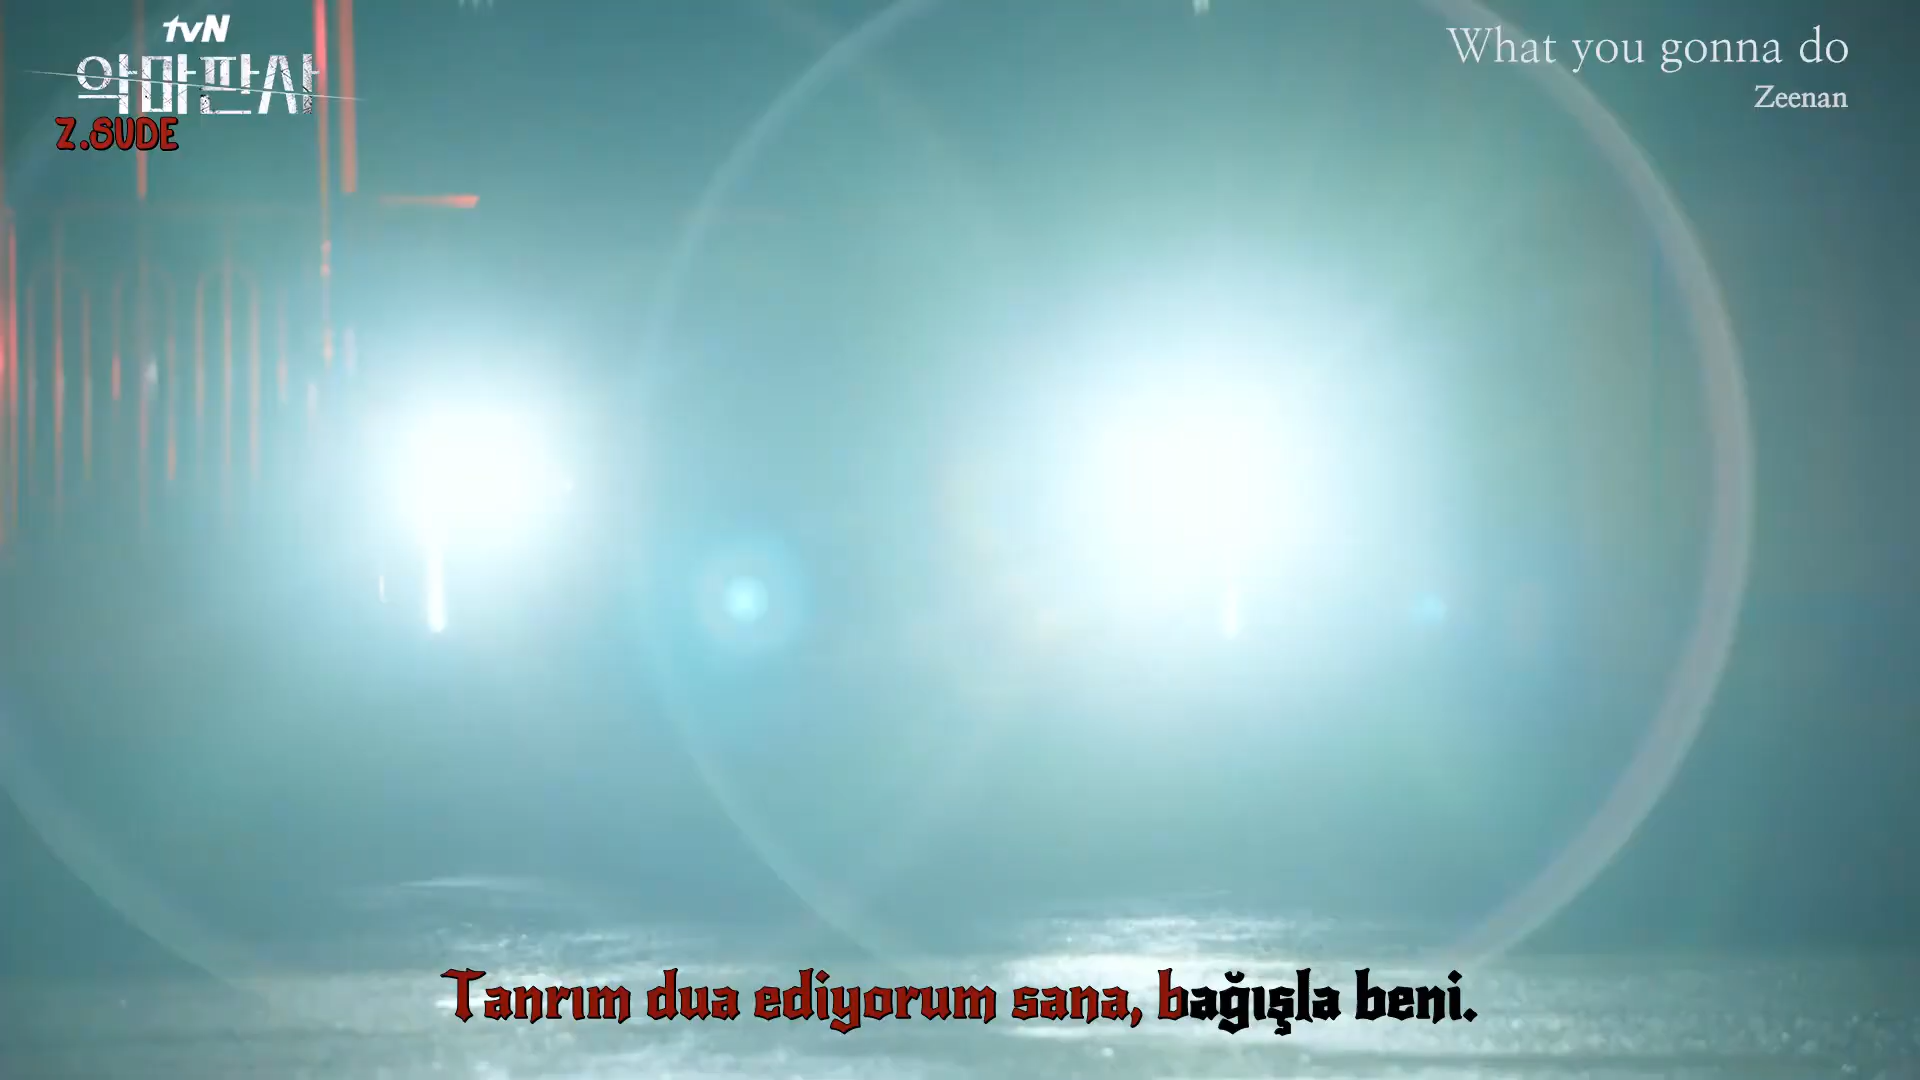 tvN
악마판사
Z.SUDE
What you gonna do
Zeenan
Tanrım dua ediyorum sana, bağışla beni.